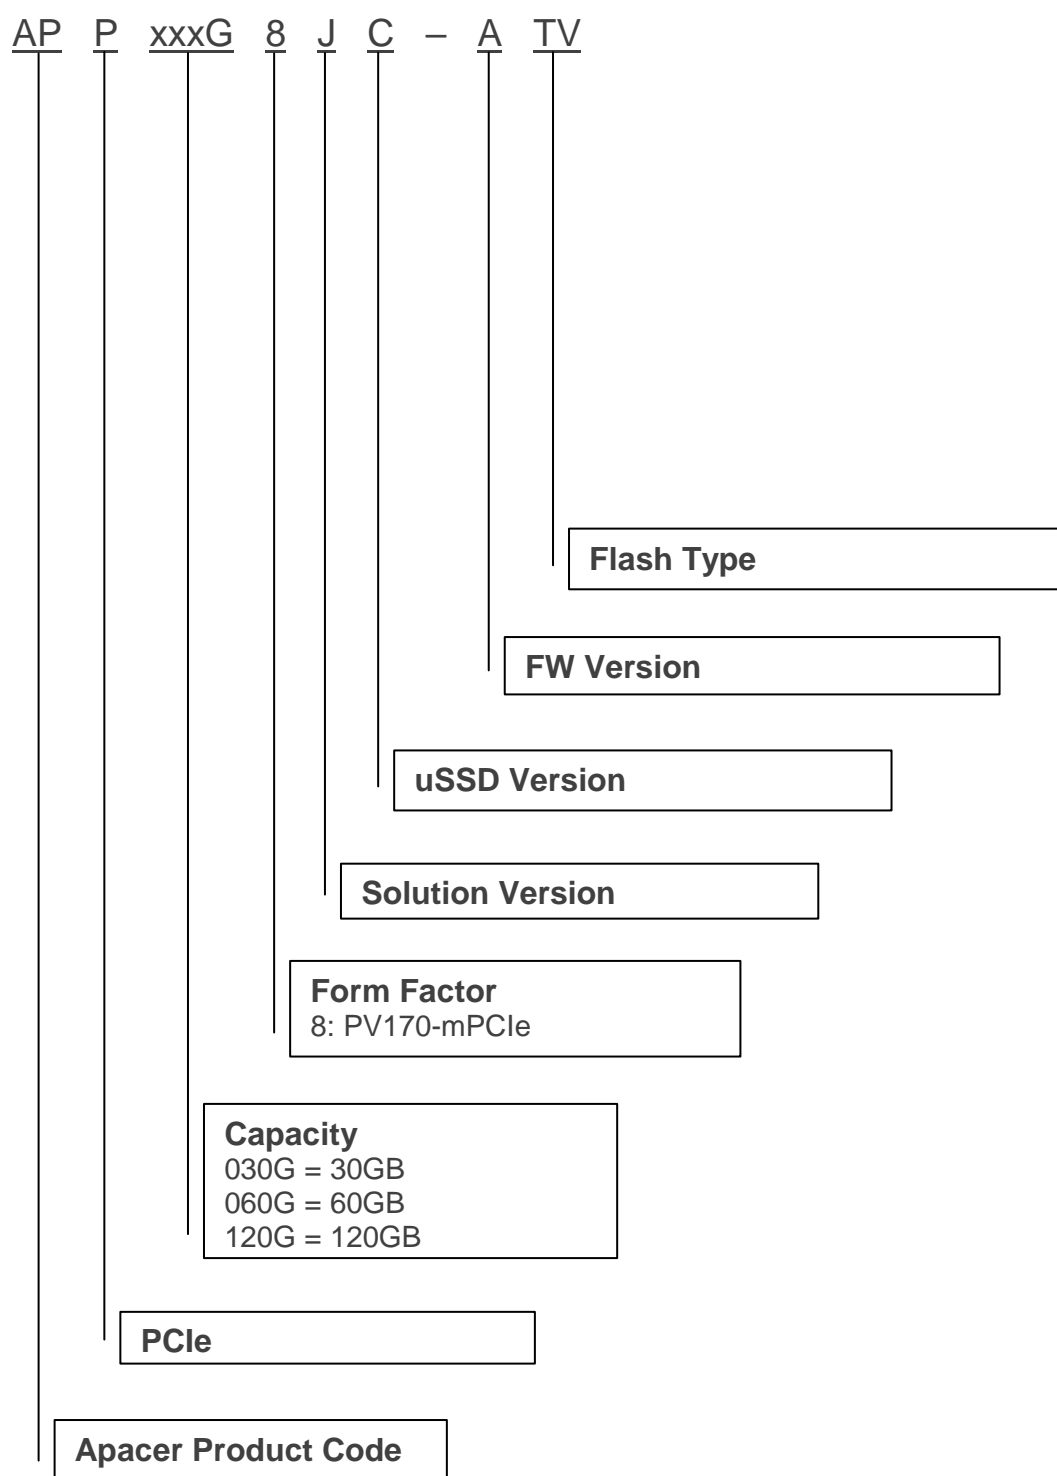 AP P xxxG 8 J C – A TV
Flash Type
FW Version
uSSD Version
Solution Version
Form Factor
8: PV170-mPCIe
Capacity
030G = 30GB
060G = 60GB
120G = 120GB
PCIe
Apacer Product Code